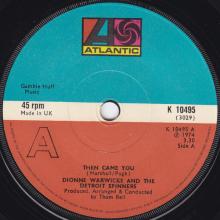 ATLANTIC
Gamble Huff
Music
45 rpm
Made in UK
K 10495
(3029)
K 10495 A
℗ 1974
3.30
Side A
A
THEN CAME YOU
(Marshall/Pugh)
DIONNE WARWICKE AND THE
DETROIT SPINNERS
Produced, Arranged & Conducted
by Thom Bell